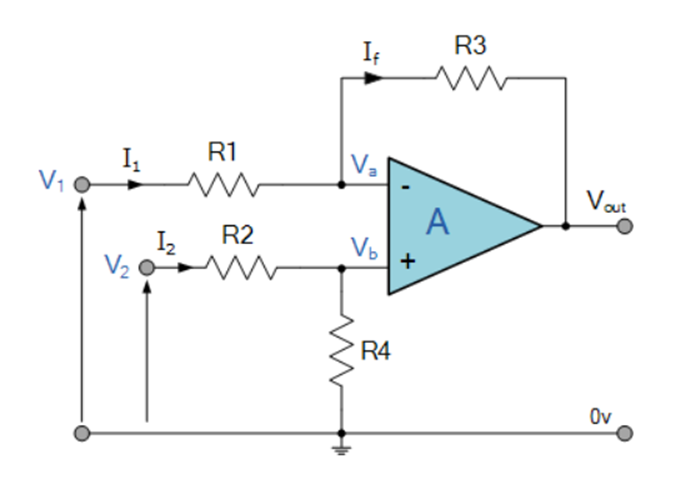 If
R3
I1
R1
V1
Va
-
A
Vout
I2
R2
V2
Vb
+
R4
0v